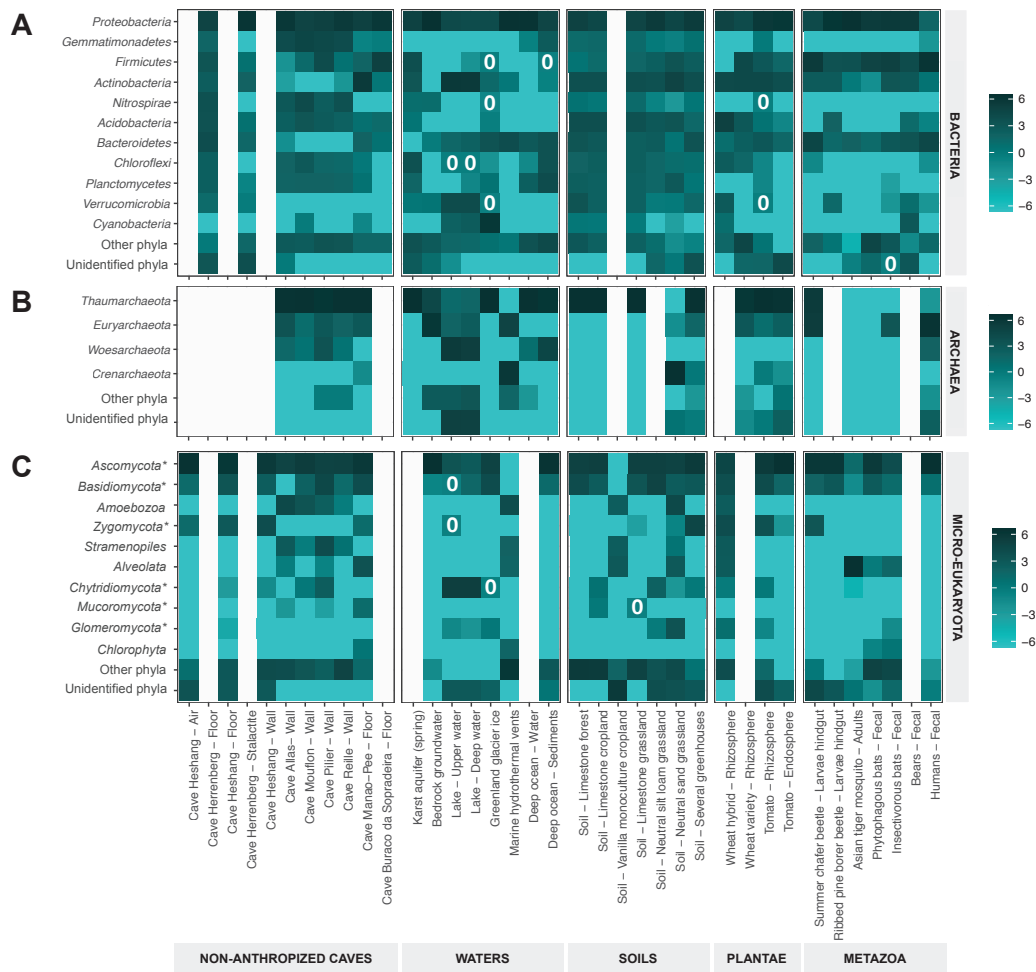 A
Proteobacteria
Gemmatimonadetes
Firmicutes
0 0
Actinobacteria
Nitrospirae
0 0
Acidobacteria
Bacteroidetes
Chloroflexi
0 0
Planctomycetes
Verrucomicrobia
0 0
Cyanobacteria
Other phyla
Unidentified phyla
0
BACTERIA
6
3
0
−3
−6
B
Thaumarchaeota
Euryarchaeota
Woesarchaeota
Crenarchaeota
Other phyla
Unidentified phyla
ARCHAEA
6
3
0
−3
−6
C
Ascomycota*
Basidiomycota*
0
Amoebozoa
Zygomycota*
0
Stramenopiles
Alveolata
Chytridiomycota*
0
Mucoromycota*
0
Glomeromycota*
Chlorophyta
Other phyla
Unidentified phyla
MICRO-EUKARYOTA
6
3
0
−3
−6
Cave Heshang – Air
Cave Herrenberg – Floor
Cave Heshang – Floor
Cave Herrenberg – Stalactite
Cave Heshang – Wall
Cave Allas– Wall
Cave Mouflon – Wall
Cave Pilier – Wall
Cave Reille – Wall
Cave Manao−Pee – Floor
Cave Buraco da Sopradeira – Floor
Karst aquifer (spring)
Bedrock groundwater
Lake – Upper water
Lake – Deep water
Greenland glacier ice
Marine hydrothermal vents
Deep ocean – Water
Deep ocean – Sediments
Soil – Limestone forest
Soil – Limestone cropland
Soil – Vanilla monoculture cropland
Soil – Limestone grassland
Soil – Neutral silt loam grassland
Soil – Neutral sand grassland
Soil – Several greenhouses
Wheat hybrid – Rhizosphere
Wheat variety – Rhizosphere
Tomato – Rhizosphere
Tomato – Endosphere
Summer chafer beetle – Larvae hindgut
Ribbed pine borer beetle – Larvae hindgut
Asian tiger mosquito – Adults
Phytophagous bats – Fecal
Insectivorous bats – Fecal
Bears – Fecal
Humans – Fecal
NON-ANTHROPIZED CAVES
WATERS
SOILS
PLANTAE
METAZOA